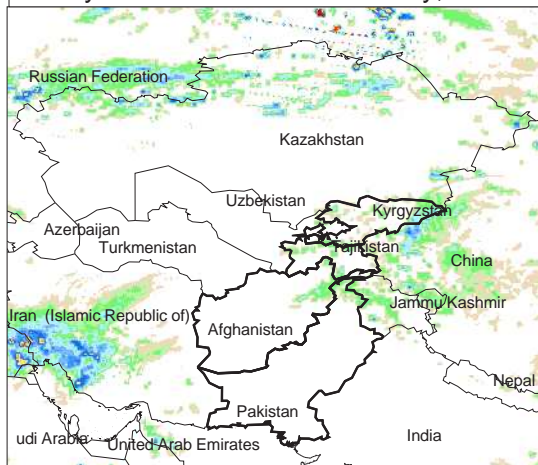 Russian Federation
Kazakhstan
Uzbekistan
Kyrgyzstan
Azerbaijan
Turkmenistan
Tajikistan
China
Jammu Kashmir
Iran (Islamic Republic of)
Afghanistan
Nepal
Pakistan
udi Arabia
United Arab Emirates
India